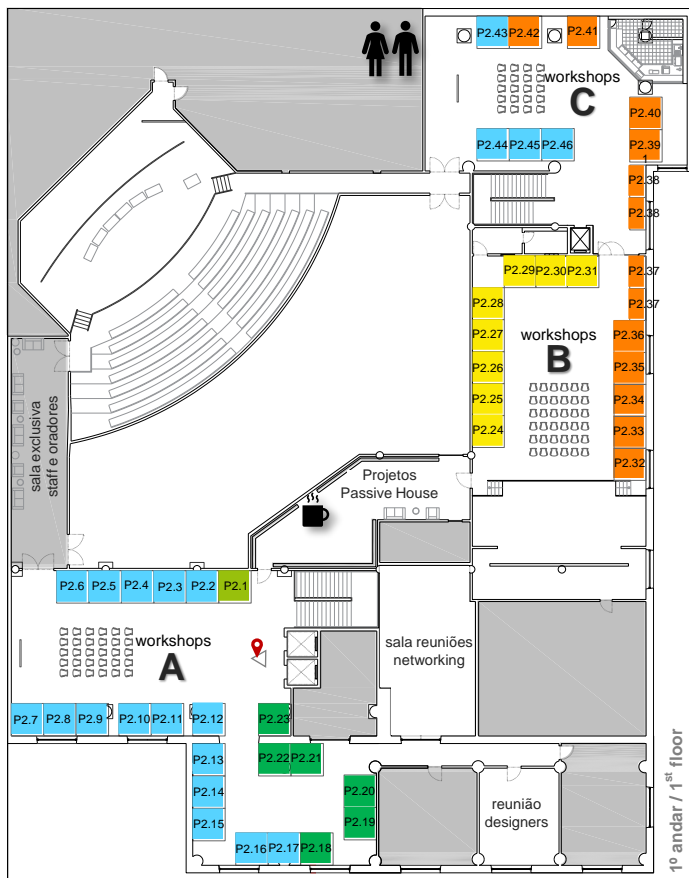 P2.43
P2.42
P2.41
workshops
C
P2.40
P2.39
1
P2.44
P2.45
P2.46
P2.38
P2.38
P2.29
P2.30
P2.31
P2.37
P2.37
P2.28
P2.27
P2.26
P2.25
P2.24
workshops
B
P2.36
P2.35
P2.34
P2.33
P2.32
sala exclusiva
staff e oradores
Projetos
Passive House
P2.6
P2.5
P2.4
P2.3
P2.2
P2.1
workshops
A
sala reuniões
networking
P2.7
P2.8
P2.9
P2.10
P2.11
P2.12
P2.23
P2.13
P2.14
P2.15
P2.22
P2.21
P2.20
P2.19
P2.16
P2.17
P2.18
reunião
designers
1º andar / 1st floor